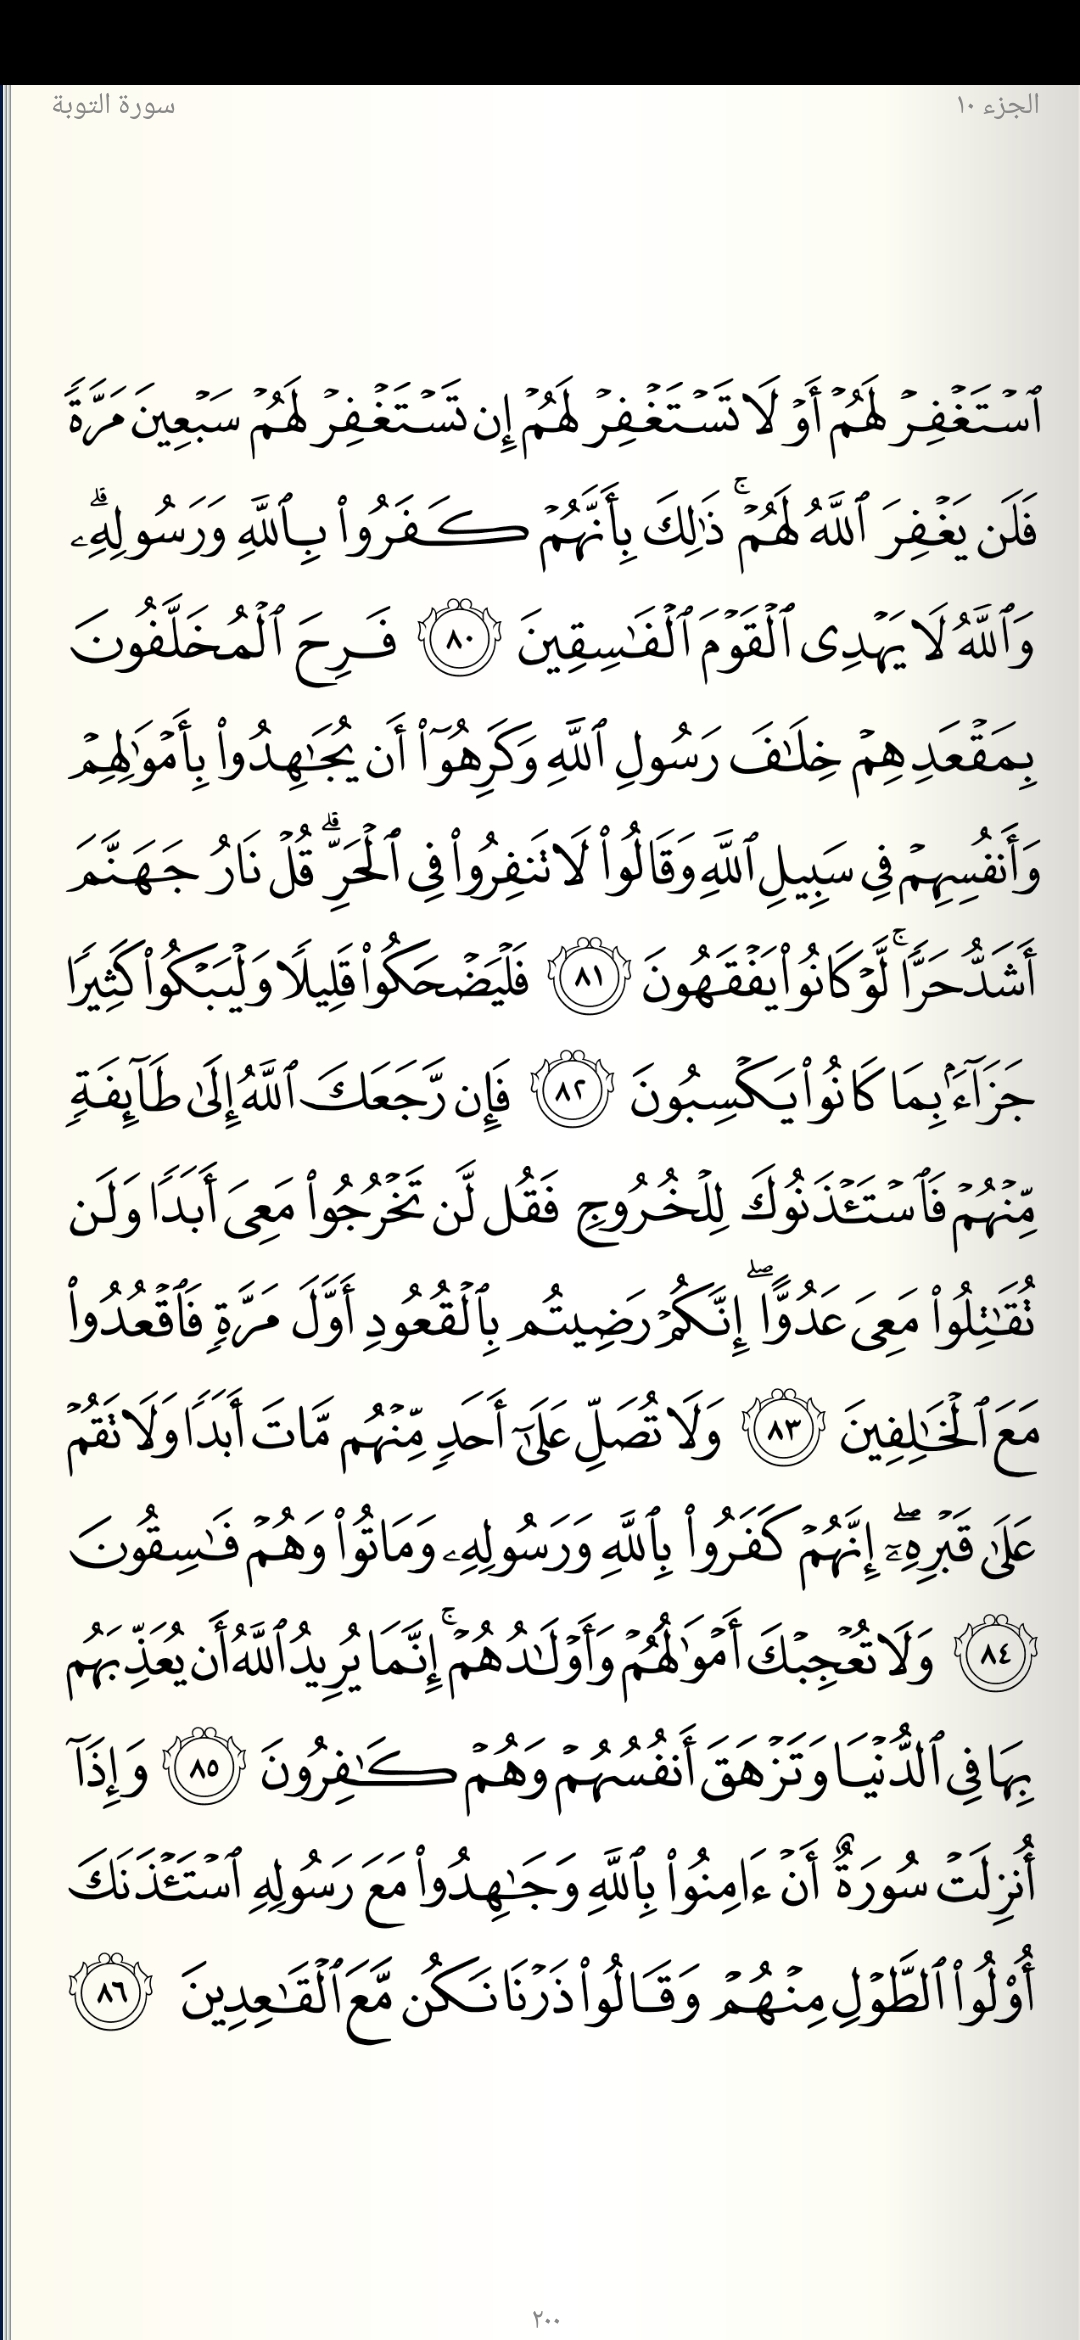 الجزء ١٠
سورة التوبة
ٱسْتَغْفِرْ لَهُمْ أَوْ لَا تَسْتَغْفِرْ لَهُمْ إِن تَسْتَغْفِرْ لَهُمْ سَبْعِينَ مَرَّةً
فَلَن يَغْفِرَ ٱللَّهُ لَهُمْ ۚ ذَٰلِكَ بِأَنَّهُمْ كَفَرُوا۟ بِٱللَّهِ وَرَسُولِهِۦ ۗ
وَٱللَّهُ لَا يَهْدِى ٱلْقَوْمَ ٱلْفَـٰسِقِينَ ٨٠ فَرِحَ ٱلْمُخَلَّفُونَ
بِمَقْعَدِهِمْ خِلَـٰفَ رَسُولِ ٱللَّهِ وَكَرِهُوٓا۟ أَن يُجَـٰهِدُوا۟ بِأَمْوَٰلِهِمْ
وَأَنفُسِهِمْ فِى سَبِيلِ ٱللَّهِ وَقَالُوا۟ لَا تَنفِرُوا۟ فِى ٱلْحَرِّ ۗ قُلْ نَارُ جَهَنَّمَ
أَشَدُّ حَرًّا ۚ لَّوْ كَانُوا۟ يَفْقَهُونَ ٨١ فَلْيَضْحَكُوا۟ قَلِيلًا وَلْيَبْكُوا۟ كَثِيرًا
جَزَآءًۢ بِمَا كَانُوا۟ يَكْسِبُونَ ٨٢ فَإِن رَّجَعَكَ ٱللَّهُ إِلَىٰ طَآئِفَةٍ
مِّنْهُمْ فَٱسْتَـْٔذَنُوكَ لِلْخُرُوجِ فَقُل لَّن تَخْرُجُوا۟ مَعِىَ أَبَدًا وَلَن
تُقَـٰتِلُوا۟ مَعِىَ عَدُوًّا ۖ إِنَّكُمْ رَضِيتُم بِٱلْقُعُودِ أَوَّلَ مَرَّةٍ فَٱقْعُدُوا۟
مَعَ ٱلْخَـٰلِفِينَ ٨٣ وَلَا تُصَلِّ عَلَىٰٓ أَحَدٍ مِّنْهُم مَّاتَ أَبَدًا وَلَا تَقُمْ
عَلَىٰ قَبْرِهِۦٓ ۖ إِنَّهُمْ كَفَرُوا۟ بِٱللَّهِ وَرَسُولِهِۦ وَمَاتُوا۟ وَهُمْ فَـٰسِقُونَ
٨٤ وَلَا تُعْجِبْكَ أَمْوَٰلُهُمْ وَأَوْلَـٰدُهُمْ ۚ إِنَّمَا يُرِيدُ ٱللَّهُ أَن يُعَذِّبَهُم
بِهَا فِى ٱلدُّنْيَا وَتَزْهَقَ أَنفُسُهُمْ وَهُمْ كَـٰفِرُونَ ٨٥ وَإِذَآ
أُنزِلَتْ سُورَةٌ أَنْ ءَامِنُوا۟ بِٱللَّهِ وَجَـٰهِدُوا۟ مَعَ رَسُولِهِ ٱسْتَـْٔذَنَكَ
أُو۟لُوا۟ ٱلطَّوْلِ مِنْهُمْ وَقَالُوا۟ ذَرْنَا نَكُن مَّعَ ٱلْقَـٰعِدِينَ ٨٦
٢٠٠